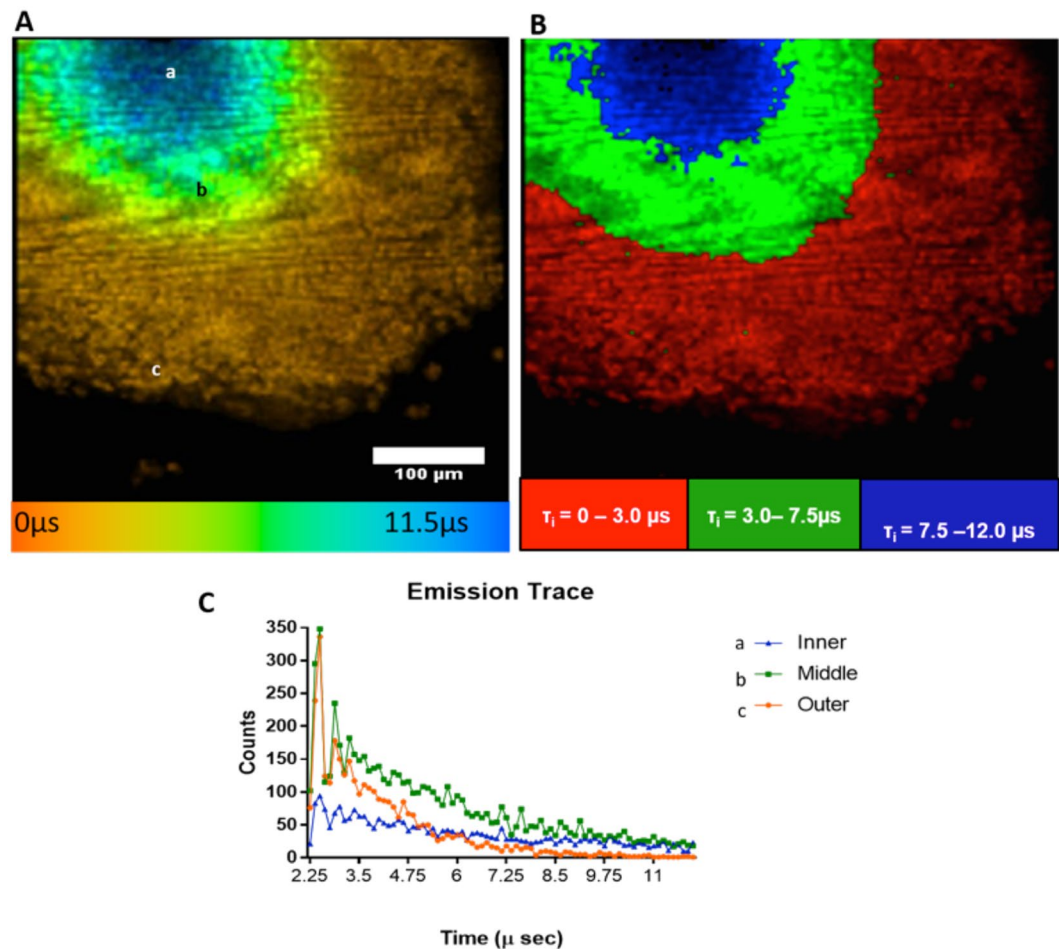 A
B
a
b
c
100 µm
0µs
11.5µs
τi = 0 – 3.0 µs
τi = 3.0– 7.5µs
τi = 7.5 –12.0 µs
C
Emission Trace
350
300
250
200
150
100
50
0
Counts
2.25 3.5 4.75 6 7.25 8.5 9.75 11
Time (µ sec)
a Inner
b Middle
c Outer